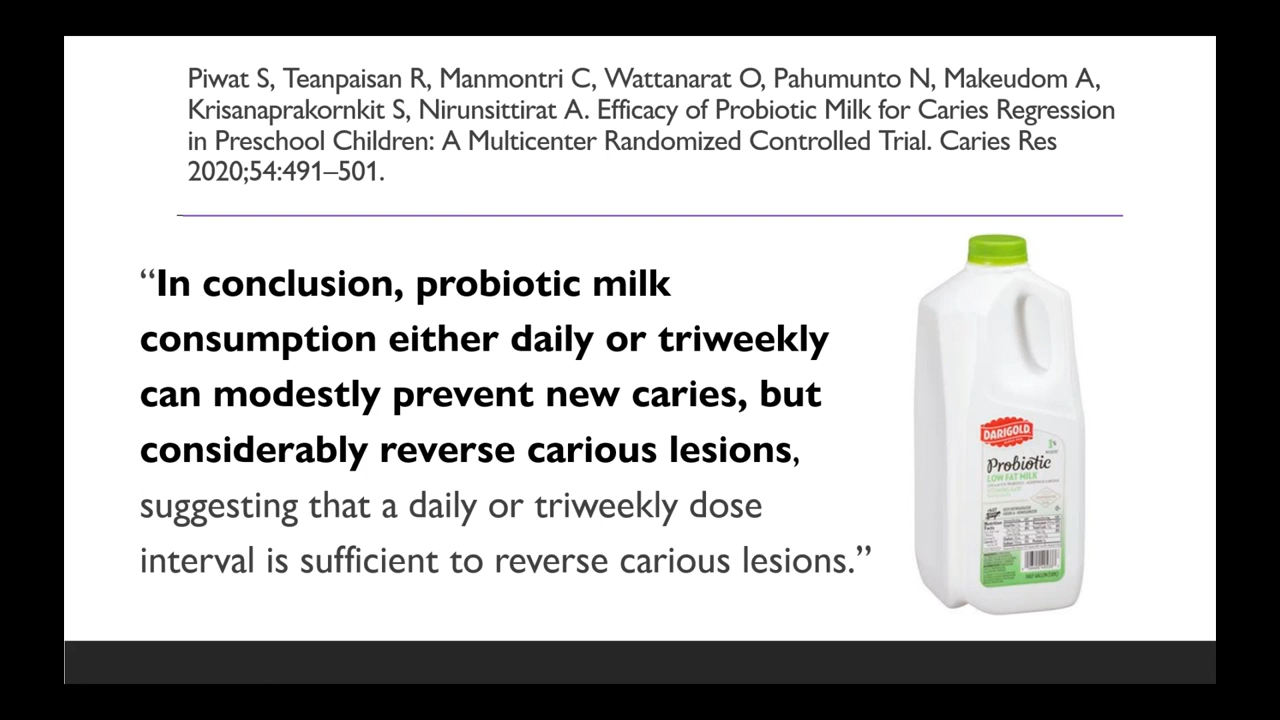 Piwat S, Teanpaisan R, Manmontri C, Wattanarat O, Pahumunto N, Makeudom A,
Krisanaprakornkit S, Nirunsittirat A. Efficacy of Probiotic Milk for Caries Regression
in Preschool Children: A Multicenter Randomized Controlled Trial. Caries Res
2020;54:491–501.
“In conclusion, probiotic milk
consumption either daily or triweekly
can modestly prevent new caries, but
considerably reverse carious lesions,
suggesting that a daily or triweekly dose
interval is sufficient to reverse carious lesions.”
DARIGOLD
Probiotic
LOW FAT MILK